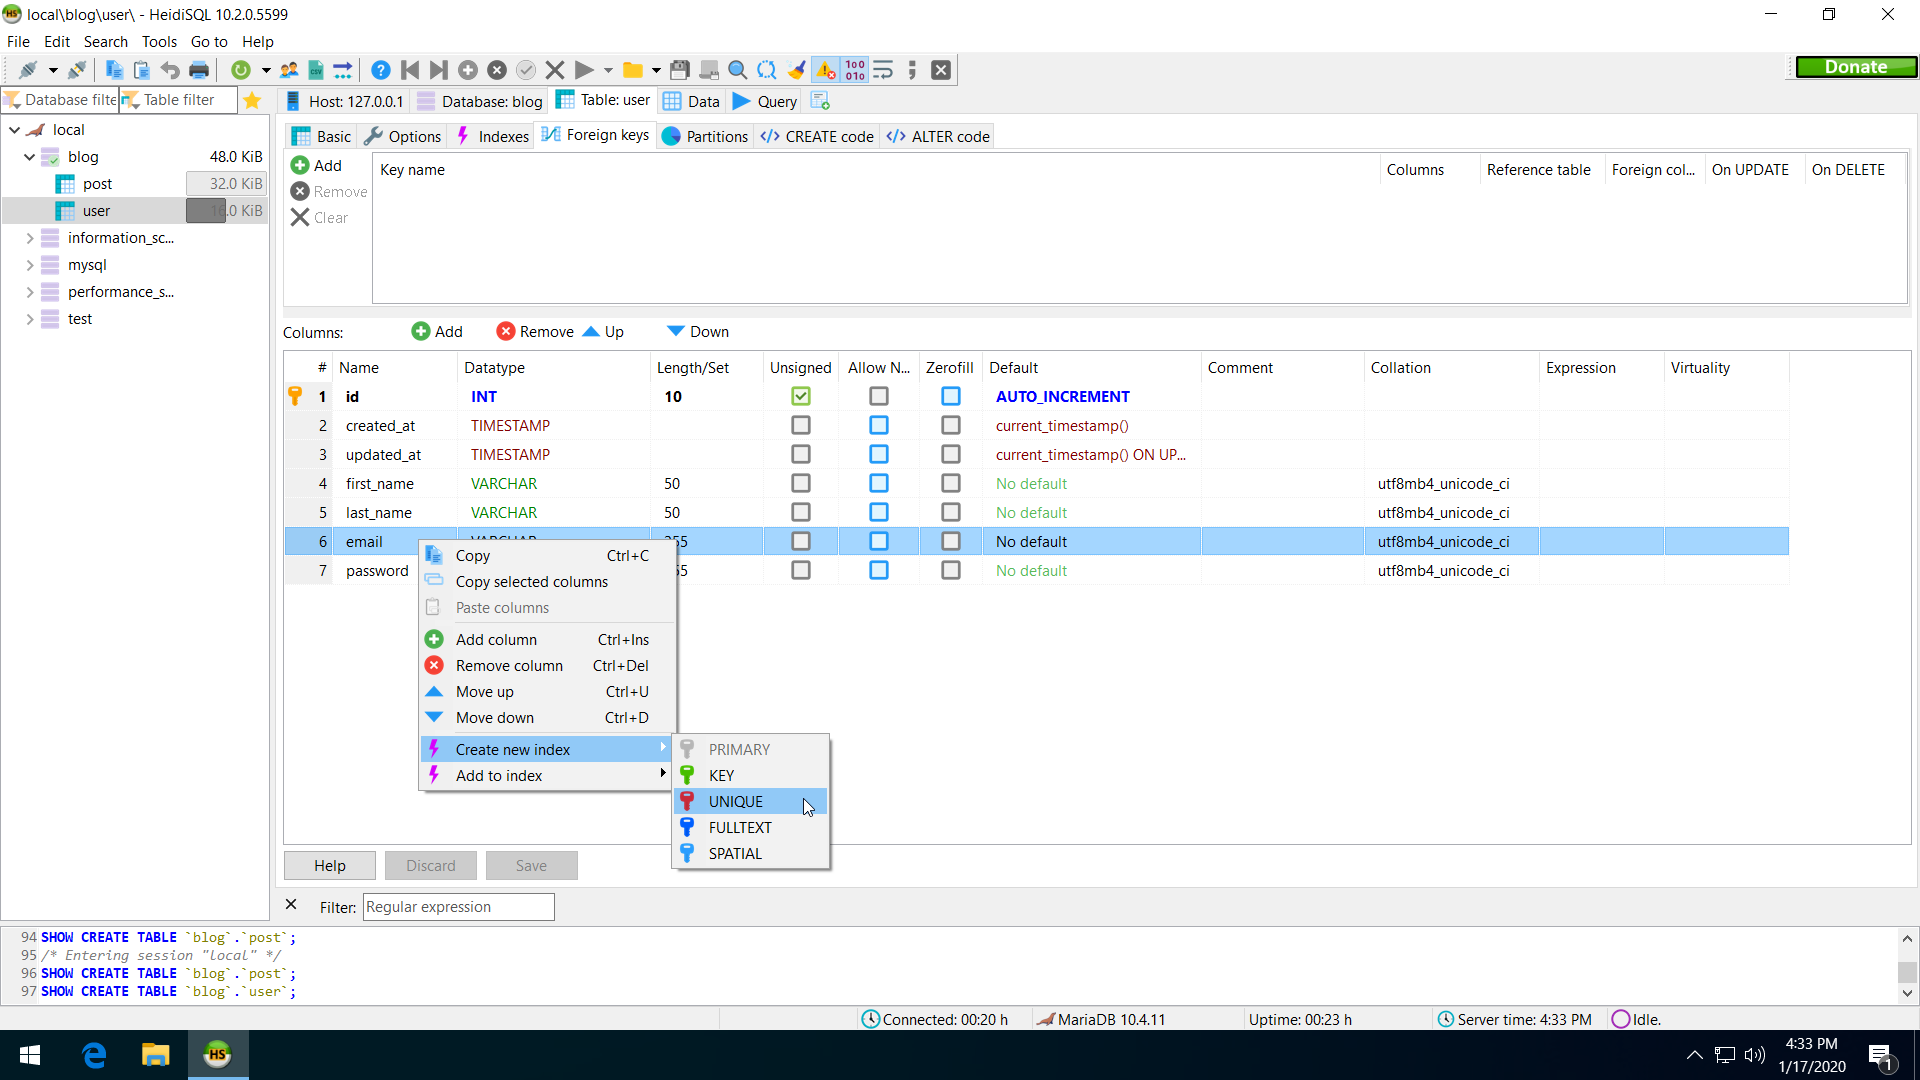 local\blog\user\ - HeidiSQL 10.2.0.5599
File Edit Search Tools Go to Help
Donate
Database filte Table filter Host: 127.0.0.1 Database: blog Table: user Data Query
local
blog 48.0 KiB
post 32.0 KiB
user 16.0 KiB
information_sc...
mysql
performance_s...
test
Basic Options Indexes Foreign keys Partitions CREATE code ALTER code
Add
Remove
Clear
Key name Columns Reference table Foreign col... On UPDATE On DELETE
Columns: Add Remove Up Down
# Name Datatype Length/Set Unsigned Allow N... Zerofill Default Comment Collation Expression Virtuality
1 id INT 10 AUTO_INCREMENT
2 created_at TIMESTAMP current_timestamp()
3 updated_at TIMESTAMP current_timestamp() ON UP...
4 first_name VARCHAR 50 No default utf8mb4_unicode_ci
5 last_name VARCHAR 50 No default utf8mb4_unicode_ci
6 email VARCHAR 255 No default utf8mb4_unicode_ci
7 password 55 No default utf8mb4_unicode_ci
Copy Ctrl+C
Copy selected columns
Paste columns
Add column Ctrl+Ins
Remove column Ctrl+Del
Move up Ctrl+U
Move down Ctrl+D
Create new index
Add to index
PRIMARY
KEY
UNIQUE
FULLTEXT
SPATIAL
Help Discard Save
Filter: Regular expression
94 SHOW CREATE TABLE `blog`.`post`;
95 /* Entering session "local" */
96 SHOW CREATE TABLE `blog`.`post`;
97 SHOW CREATE TABLE `blog`.`user`;
Connected: 00:20 h MariaDB 10.4.11 Uptime: 00:23 h Server time: 4:33 PM Idle.
4:33 PM
1/17/2020
1